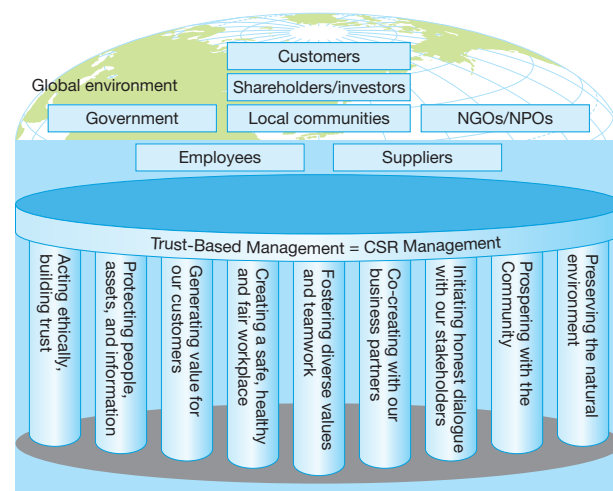 Customers
Global environment
Shareholders/investors
Government
Local communities
NGOs/NPOs
Employees
Suppliers
Trust-Based Management = CSR Management
Acting ethically,
building trust
Protecting people,
assets, and information
Generating value for
our customers
Creating a safe, healthy
and fair workplace
Fostering diverse values
and teamwork
Co-creating with our
business partners
Initiating honest dialogue
with our stakeholders
Prospering with the
Community
Preserving the natural
environment